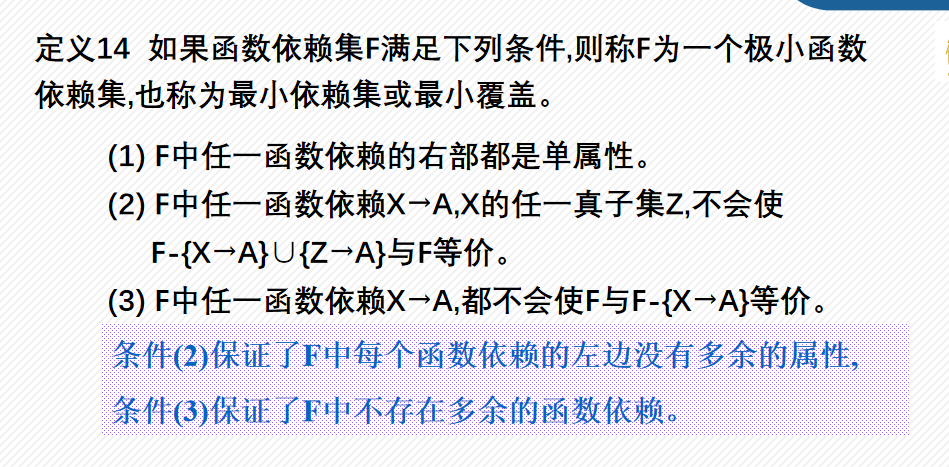 定义14 如果函数依赖集F满足下列条件,则称F为一个极小函数
依赖集,也称为最小依赖集或最小覆盖。
(1) F中任一函数依赖的右部都是单属性。
(2) F中任一函数依赖X→A,X的任一真子集Z,不会使
F-{X→A}∪{Z→A}与F等价。
(3) F中任一函数依赖X→A,都不会使F与F-{X→A}等价。
条件(2)保证了F中每个函数依赖的左边没有多余的属性,
条件(3)保证了F中不存在多余的函数依赖。